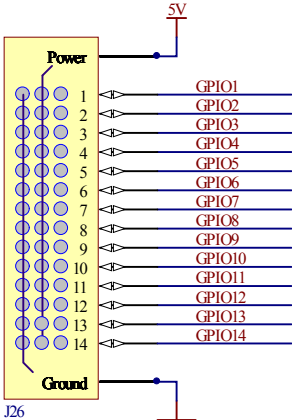 5V
Power
1 GPIO1
2 GPIO2
3 GPIO3
4 GPIO4
5 GPIO5
6 GPIO6
7 GPIO7
8 GPIO8
9 GPIO9
10 GPIO10
11 GPIO11
12 GPIO12
13 GPIO13
14 GPIO14
Ground
J26